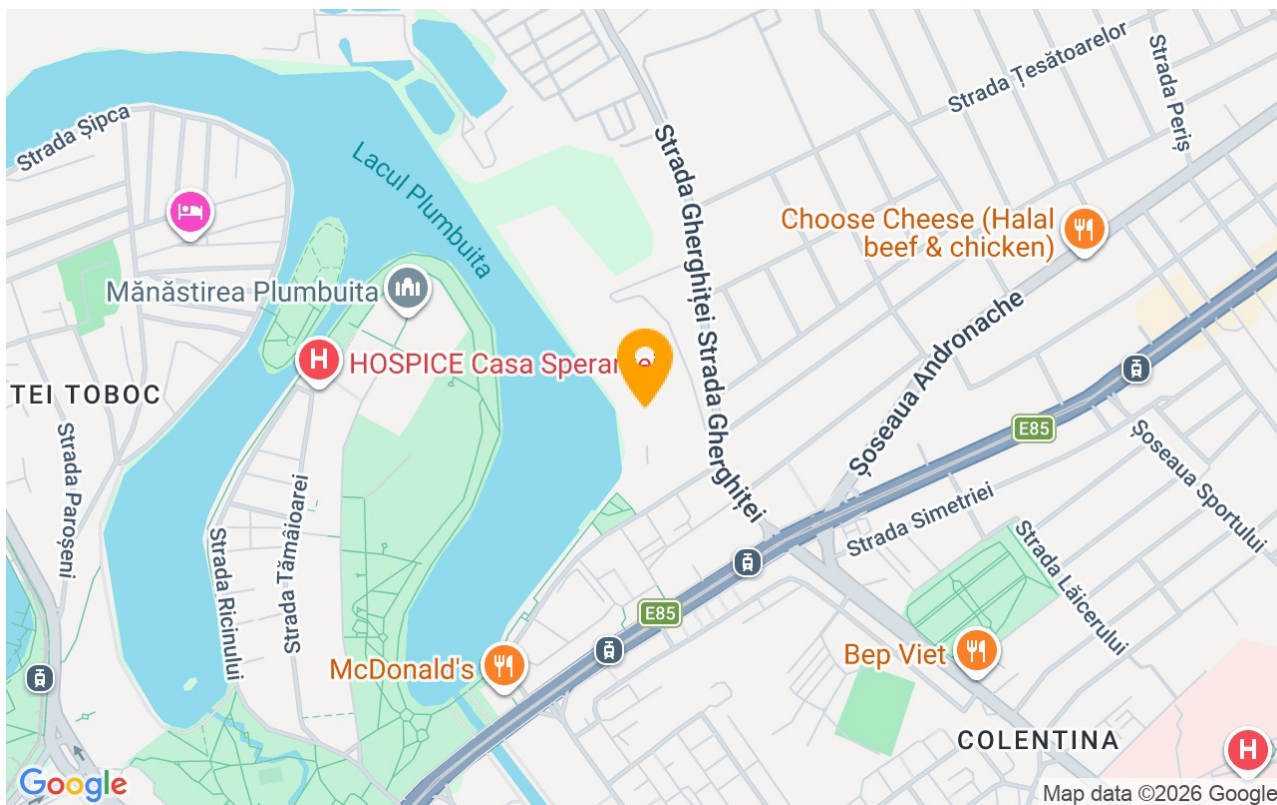 Strada Țesătoarelor
Strada Periș
Strada Șipca
Lacul Plumbuita
Strada Gherghiței
Strada Gherghiței
Choose Cheese (Halal
beef & chicken)
Mănăstirea Plumbuita
HOSPICE Casa Speran
H
TEI TOBOC
Șoseaua Andronache
E85
Strada Paroșeni
Strada Ricinului
Strada Tămâioarei
Strada Simetriei
Șoseaua Sportului
Strada Lăicerului
E85
McDonald's
Bep Viet
COLENTINA
H
Google
Map data ©2026 Google